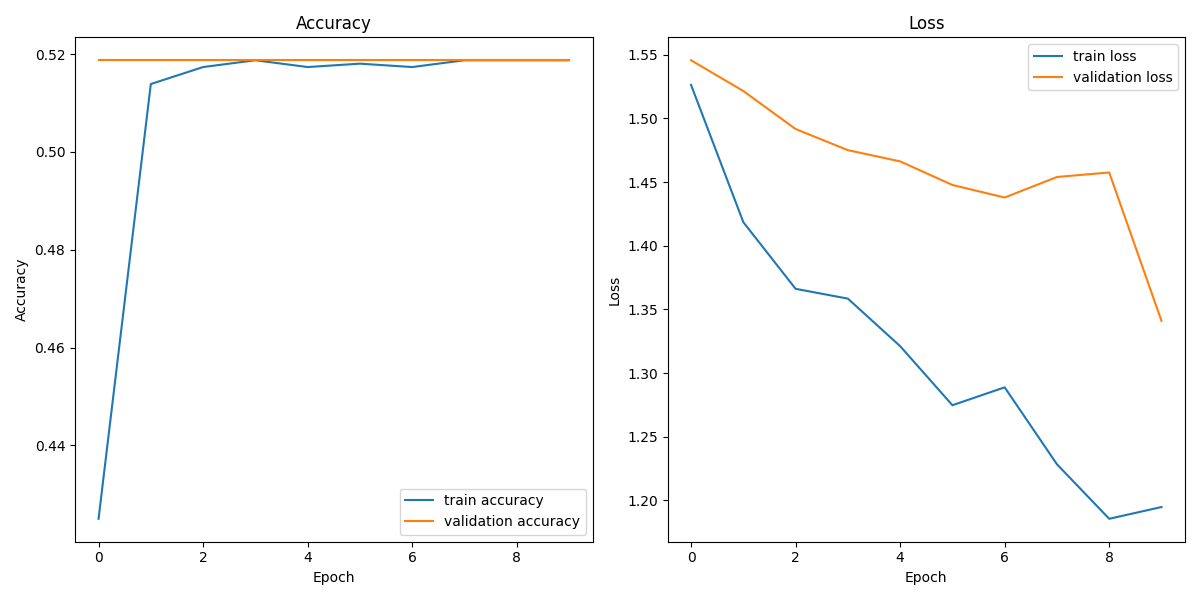 Accuracy
0.52
0.50
0.48
0.46
0.44
Accuracy
0 2 4 6 8
Epoch
train accuracy
validation accuracy
Loss
1.55
1.50
1.45
1.40
1.35
1.30
1.25
1.20
Loss
0 2 4 6 8
Epoch
train loss
validation loss